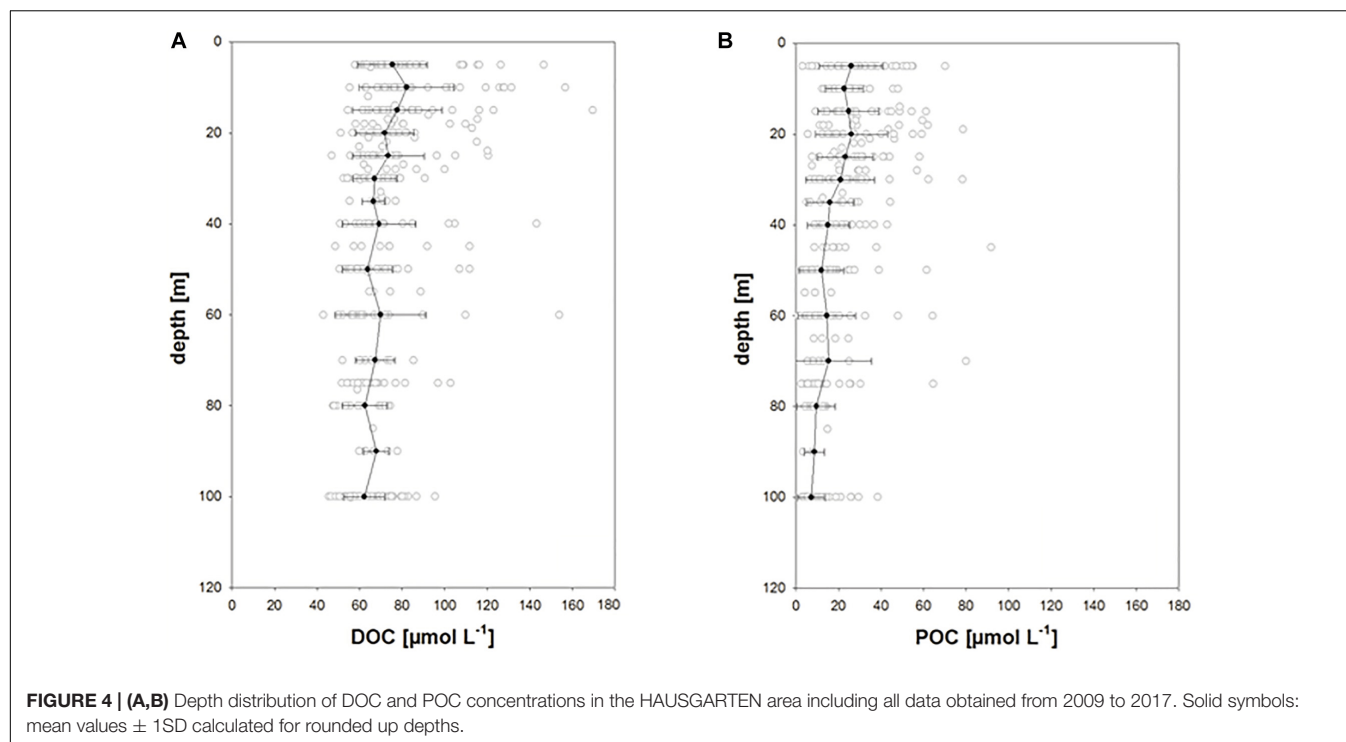 A
B
0
20
40
60
80
100
120
depth [m]
0 20 40 60 80 100 120 140 160 180
DOC [µmol L⁻¹]
0
20
40
60
80
100
120
depth [m]
0 20 40 60 80 100 120 140 160 180
POC [µmol L⁻¹]
FIGURE 4 | (A,B) Depth distribution of DOC and POC concentrations in the HAUSGARTEN area including all data obtained from 2009 to 2017. Solid symbols:
mean values ± 1SD calculated for rounded up depths.